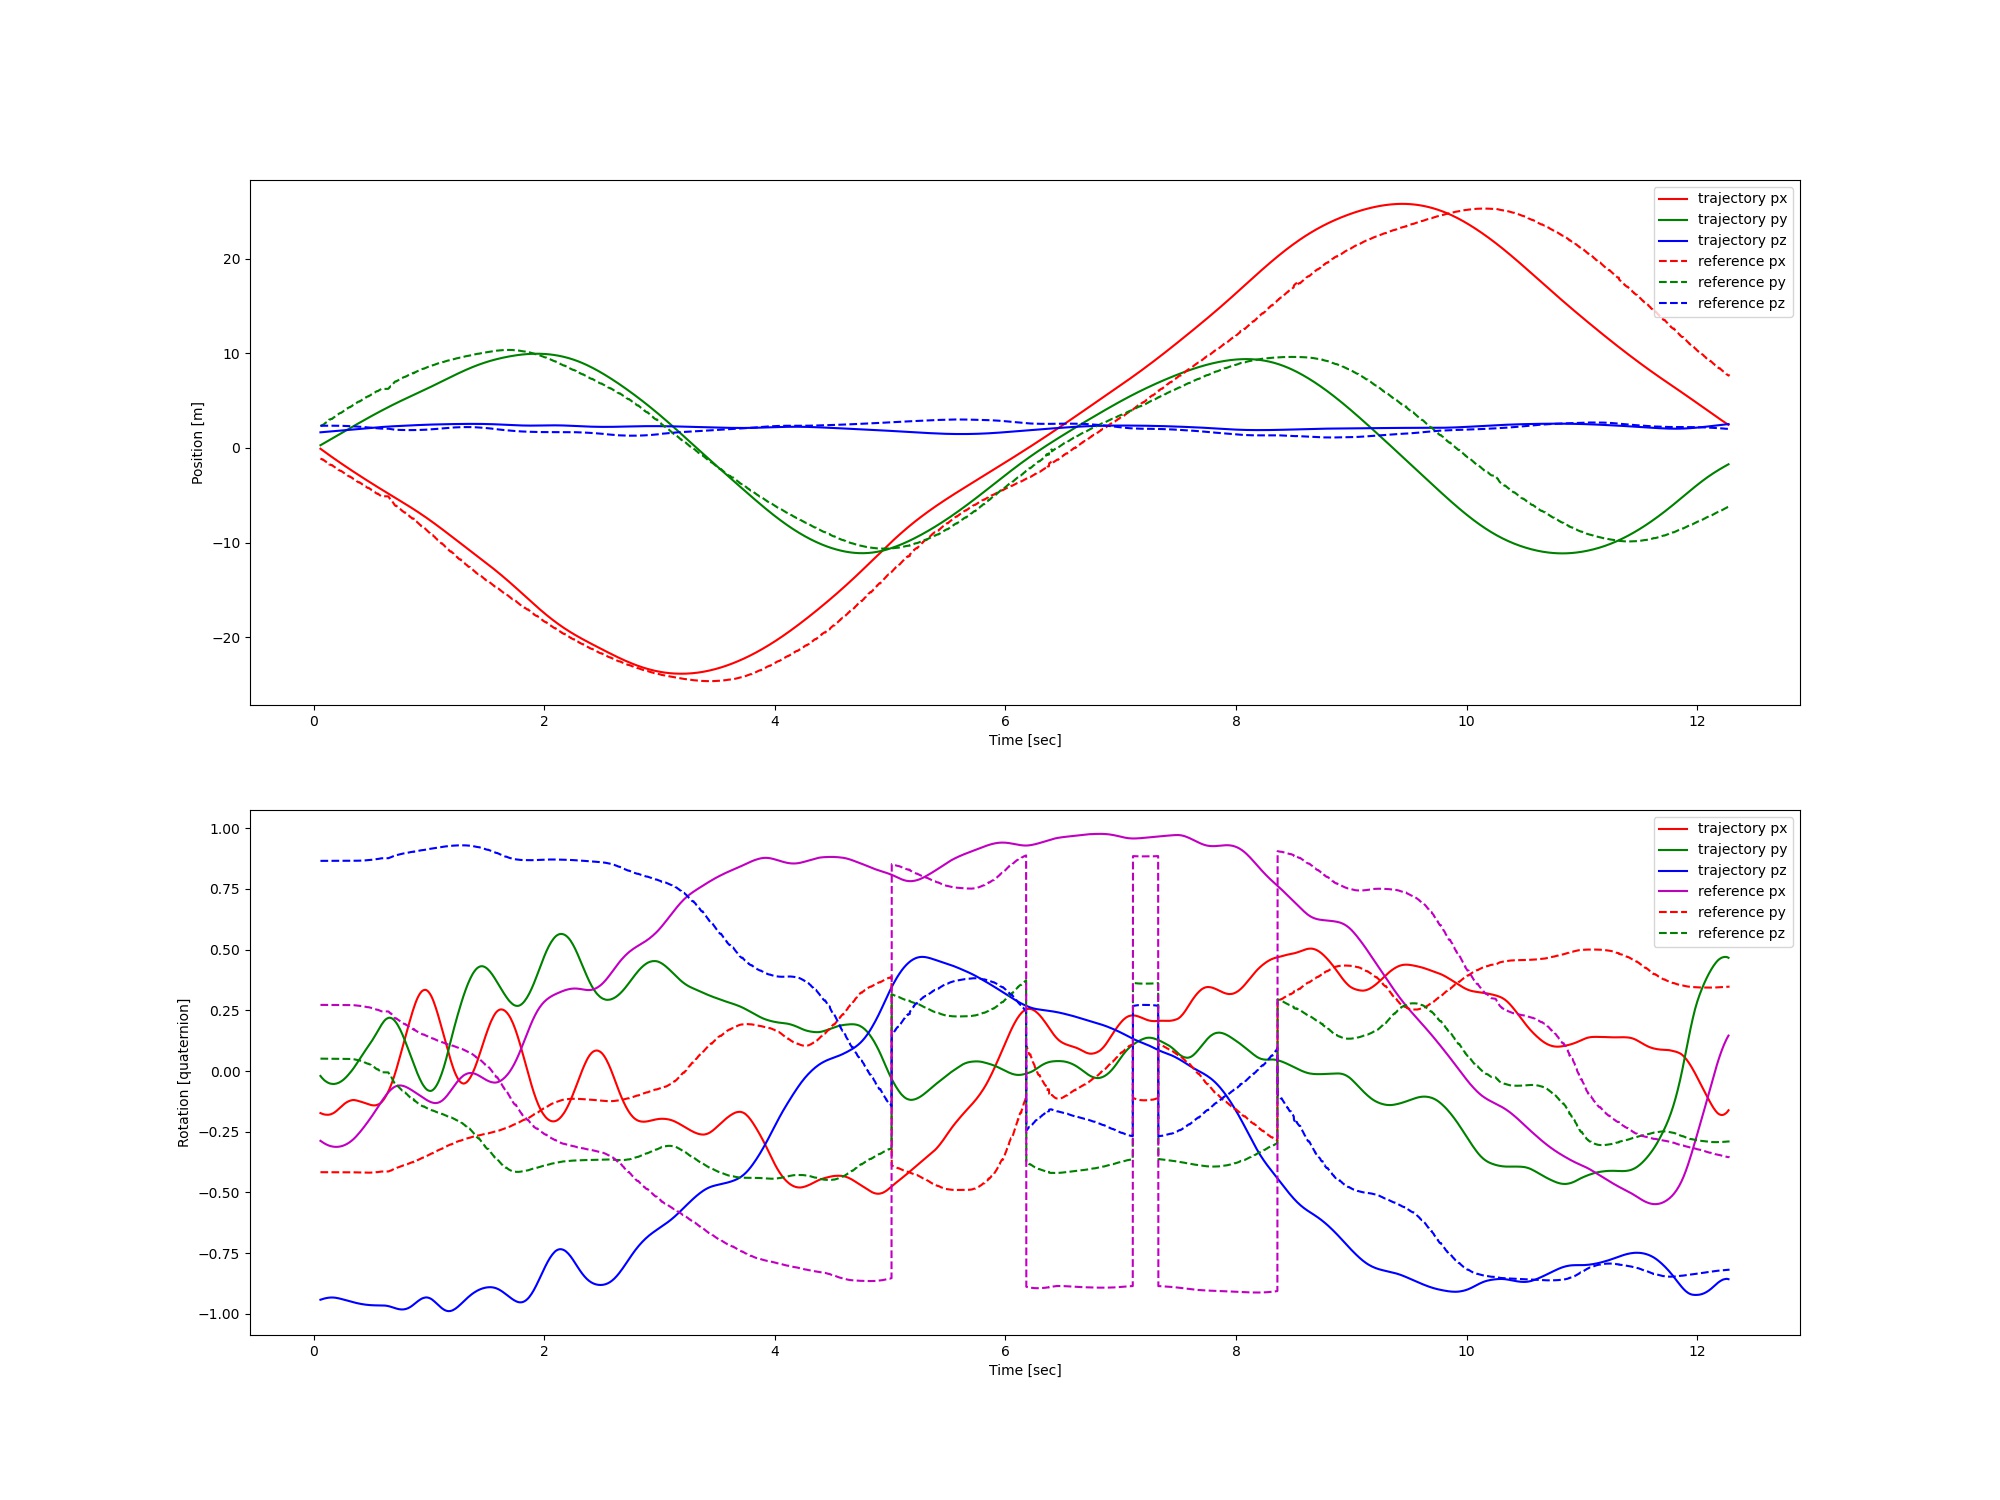 trajectory px
trajectory py
trajectory pz
reference px
reference py
reference pz
20
10
0
−10
−20
Position [m]
0 2 4 6 8 10 12
Time [sec]
trajectory px
trajectory py
trajectory pz
reference px
reference py
reference pz
1.00
0.75
0.50
0.25
0.00
−0.25
−0.50
−0.75
−1.00
Rotation [quaternion]
0 2 4 6 8 10 12
Time [sec]